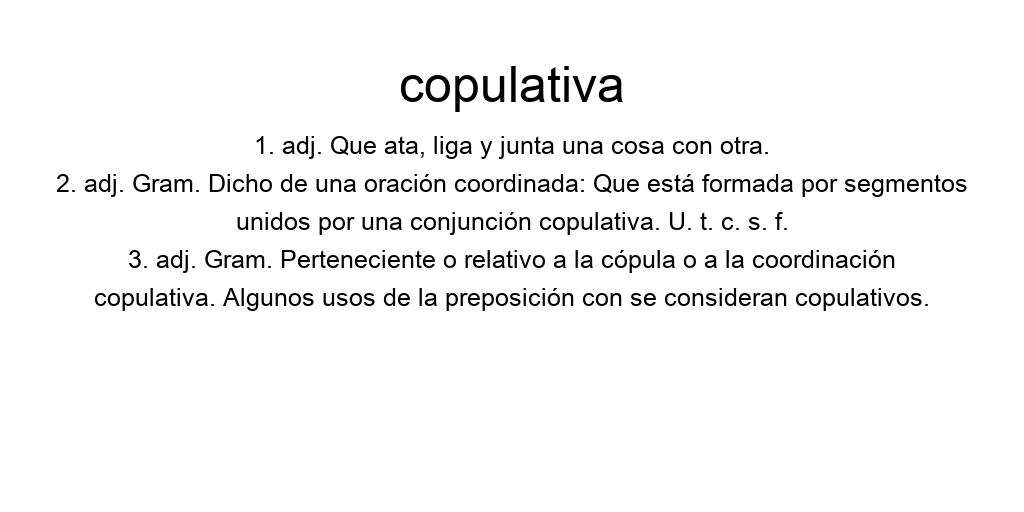 copulativa
1. adj. Que ata, liga y junta una cosa con otra.
2. adj. Gram. Dicho de una oración coordinada: Que está formada por segmentos
unidos por una conjunción copulativa. U. t. c. s. f.
3. adj. Gram. Perteneciente o relativo a la cópula o a la coordinación
copulativa. Algunos usos de la preposición con se consideran copulativos.